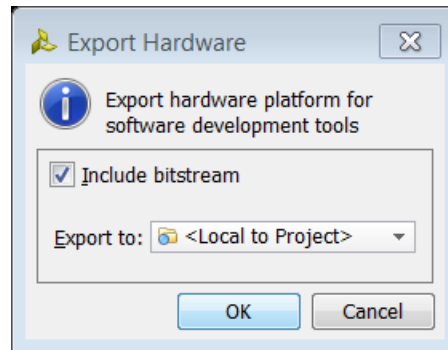 Export Hardware
Export hardware platform for
software development tools
Include bitstream
Export to: <Local to Project>
OK Cancel